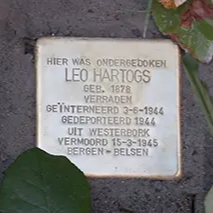 HIER WAS ONDERGEDOKEN
LEO HARTOGS
GEB. 1878
VERRADEN
GEÏNTERNEERD 3-6-1944
GEDEPORTEERD 1944
UIT WESTERBORK
VERMOORD 15-3-1945
BERGEN-BELSEN